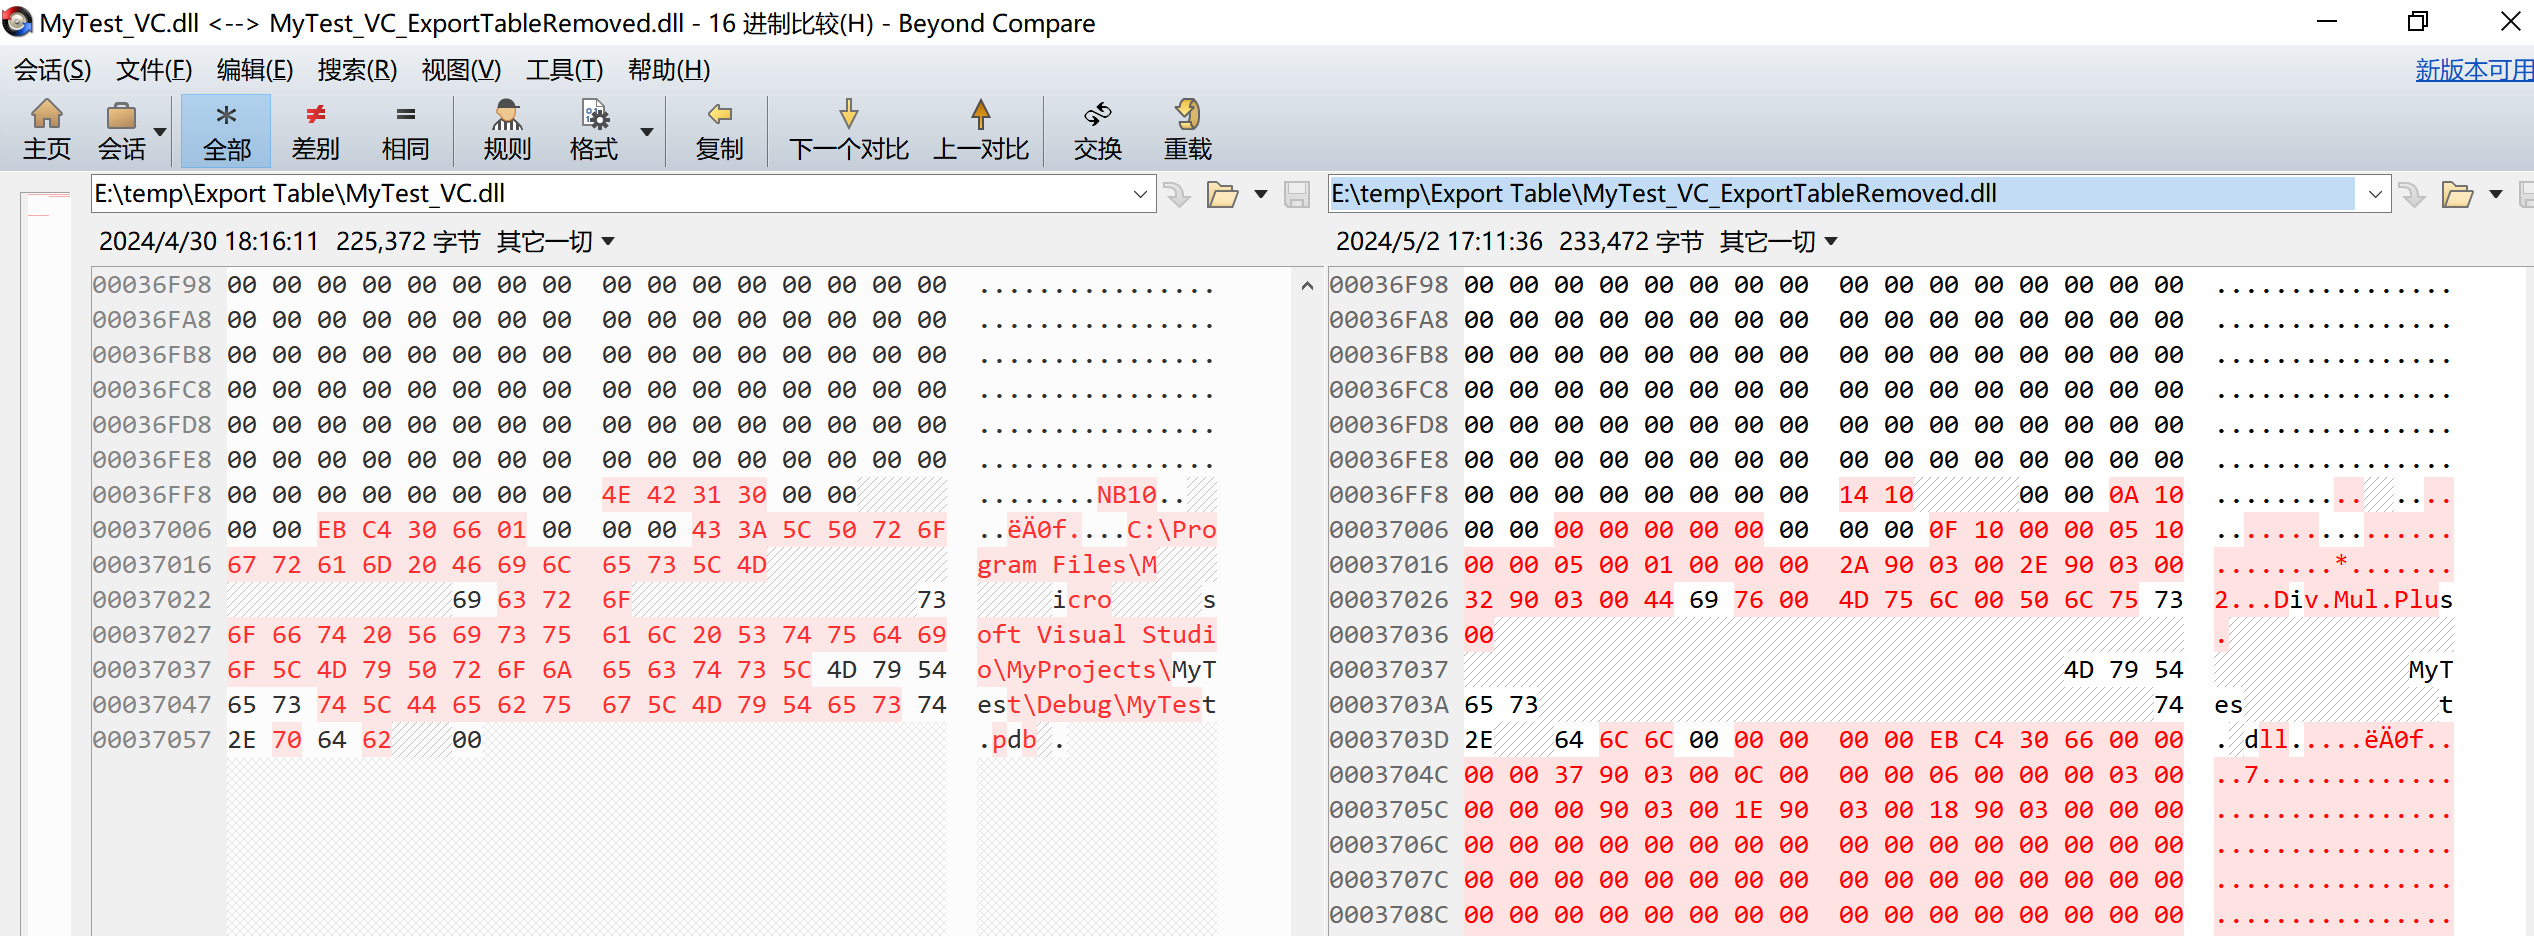 MyTest_VC.dll <--> MyTest_VC_ExportTableRemoved.dll - 16 进制比较(H) - Beyond Compare
会话(S) 文件(F) 编辑(E) 搜索(R) 视图(V) 工具(T) 帮助(H) 新版本可用
* ≠ =
主页 会话 全部 差别 相同 规则 格式 复制 下一个对比 上一对比 交换 重载
E:\temp\Export Table\MyTest_VC.dll
2024/4/30 18:16:11 225,372 字节 其它一切
00036F98 00 00 00 00 00 00 00 00 00 00 00 00 00 00 00 00 ................
00036FA8 00 00 00 00 00 00 00 00 00 00 00 00 00 00 00 00 ................
00036FB8 00 00 00 00 00 00 00 00 00 00 00 00 00 00 00 00 ................
00036FC8 00 00 00 00 00 00 00 00 00 00 00 00 00 00 00 00 ................
00036FD8 00 00 00 00 00 00 00 00 00 00 00 00 00 00 00 00 ................
00036FE8 00 00 00 00 00 00 00 00 00 00 00 00 00 00 00 00 ................
00036FF8 00 00 00 00 00 00 00 00 4E 42 31 30 00 00 ........NB10..
00037006 00 00 EB C4 30 66 01 00 00 00 43 3A 5C 50 72 6F ..ëÄ0f....C:\Pro
00037016 67 72 61 6D 20 46 69 6C 65 73 5C 4D gram Files\M
00037022 69 63 72 6F 73 icro s
00037027 6F 66 74 20 56 69 73 75 61 6C 20 53 74 75 64 69 oft Visual Studi
00037037 6F 5C 4D 79 50 72 6F 6A 65 63 74 73 5C 4D 79 54 o\MyProjects\MyT
00037047 65 73 74 5C 44 65 62 75 67 5C 4D 79 54 65 73 74 est\Debug\MyTest
00037057 2E 70 64 62 00 .pdb .
E:\temp\Export Table\MyTest_VC_ExportTableRemoved.dll
2024/5/2 17:11:36 233,472 字节 其它一切
00036F98 00 00 00 00 00 00 00 00 00 00 00 00 00 00 00 00 ................
00036FA8 00 00 00 00 00 00 00 00 00 00 00 00 00 00 00 00 ................
00036FB8 00 00 00 00 00 00 00 00 00 00 00 00 00 00 00 00 ................
00036FC8 00 00 00 00 00 00 00 00 00 00 00 00 00 00 00 00 ................
00036FD8 00 00 00 00 00 00 00 00 00 00 00 00 00 00 00 00 ................
00036FE8 00 00 00 00 00 00 00 00 00 00 00 00 00 00 00 00 ................
00036FF8 00 00 00 00 00 00 00 00 14 10 00 00 0A 10 .......... ....
00037006 00 00 00 00 00 00 00 00 00 00 0F 10 00 00 05 10 ................
00037016 00 00 05 00 01 00 00 00 2A 90 03 00 2E 90 03 00 ........*.......
00037026 32 90 03 00 44 69 76 00 4D 75 6C 00 50 6C 75 73 2...Div.Mul.Plus
00037036 00 .
00037037 4D 79 54 MyT
0003703A 65 73 74 es t
0003703D 2E 64 6C 6C 00 00 00 00 00 EB C4 30 66 00 00 . dll.....ëÄ0f..
0003704C 00 00 37 90 03 00 0C 00 00 00 06 00 00 00 03 00 ..7.............
0003705C 00 00 00 90 03 00 1E 90 03 00 18 90 03 00 00 00 ................
0003706C 00 00 00 00 00 00 00 00 00 00 00 00 00 00 00 00 ................
0003707C 00 00 00 00 00 00 00 00 00 00 00 00 00 00 00 00 ................
0003708C 00 00 00 00 00 00 00 00 00 00 00 00 00 00 00 00 ................